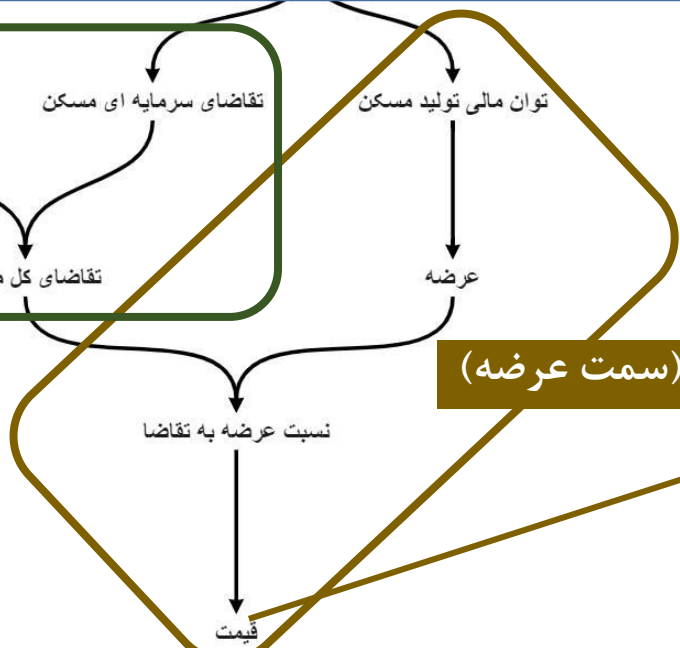 توان مالی تولید مسکن
تقاضای سرمایه ای مسکن
عرضه
تقاضای کل
(سمت عرضه)
نسبت عرضه به تقاضا
قیمت